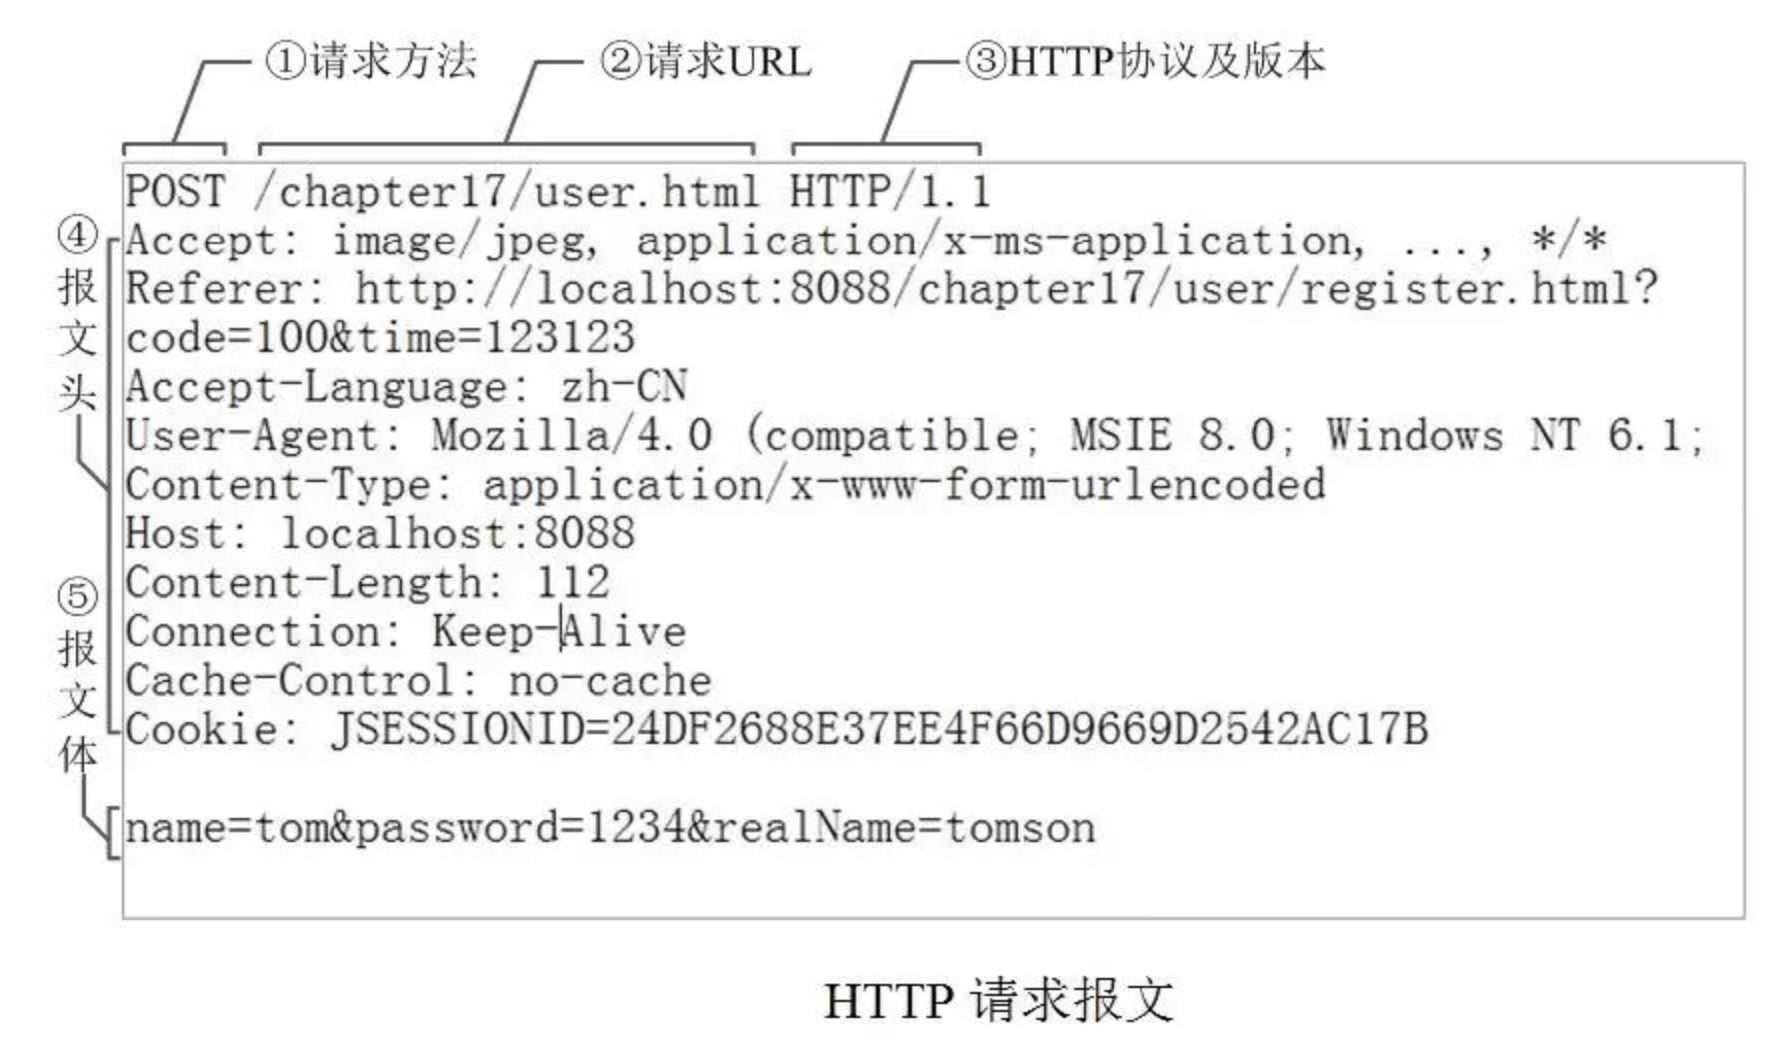 ①请求方法 ②请求URL ③HTTP协议及版本
POST /chapter17/user.html HTTP/1.1
④报文头
Accept: image/jpeg, application/x-ms-application, ..., */*
Referer: http://localhost:8088/chapter17/user/register.html?
code=100&time=123123
Accept-Language: zh-CN
User-Agent: Mozilla/4.0 (compatible; MSIE 8.0; Windows NT 6.1;
Content-Type: application/x-www-form-urlencoded
Host: localhost:8088
Content-Length: 112
Connection: Keep-Alive
Cache-Control: no-cache
Cookie: JSESSIONID=24DF2688E37EE4F66D9669D2542AC17B
⑤报文体
name=tom&password=1234&realName=tomson
HTTP 请求报文